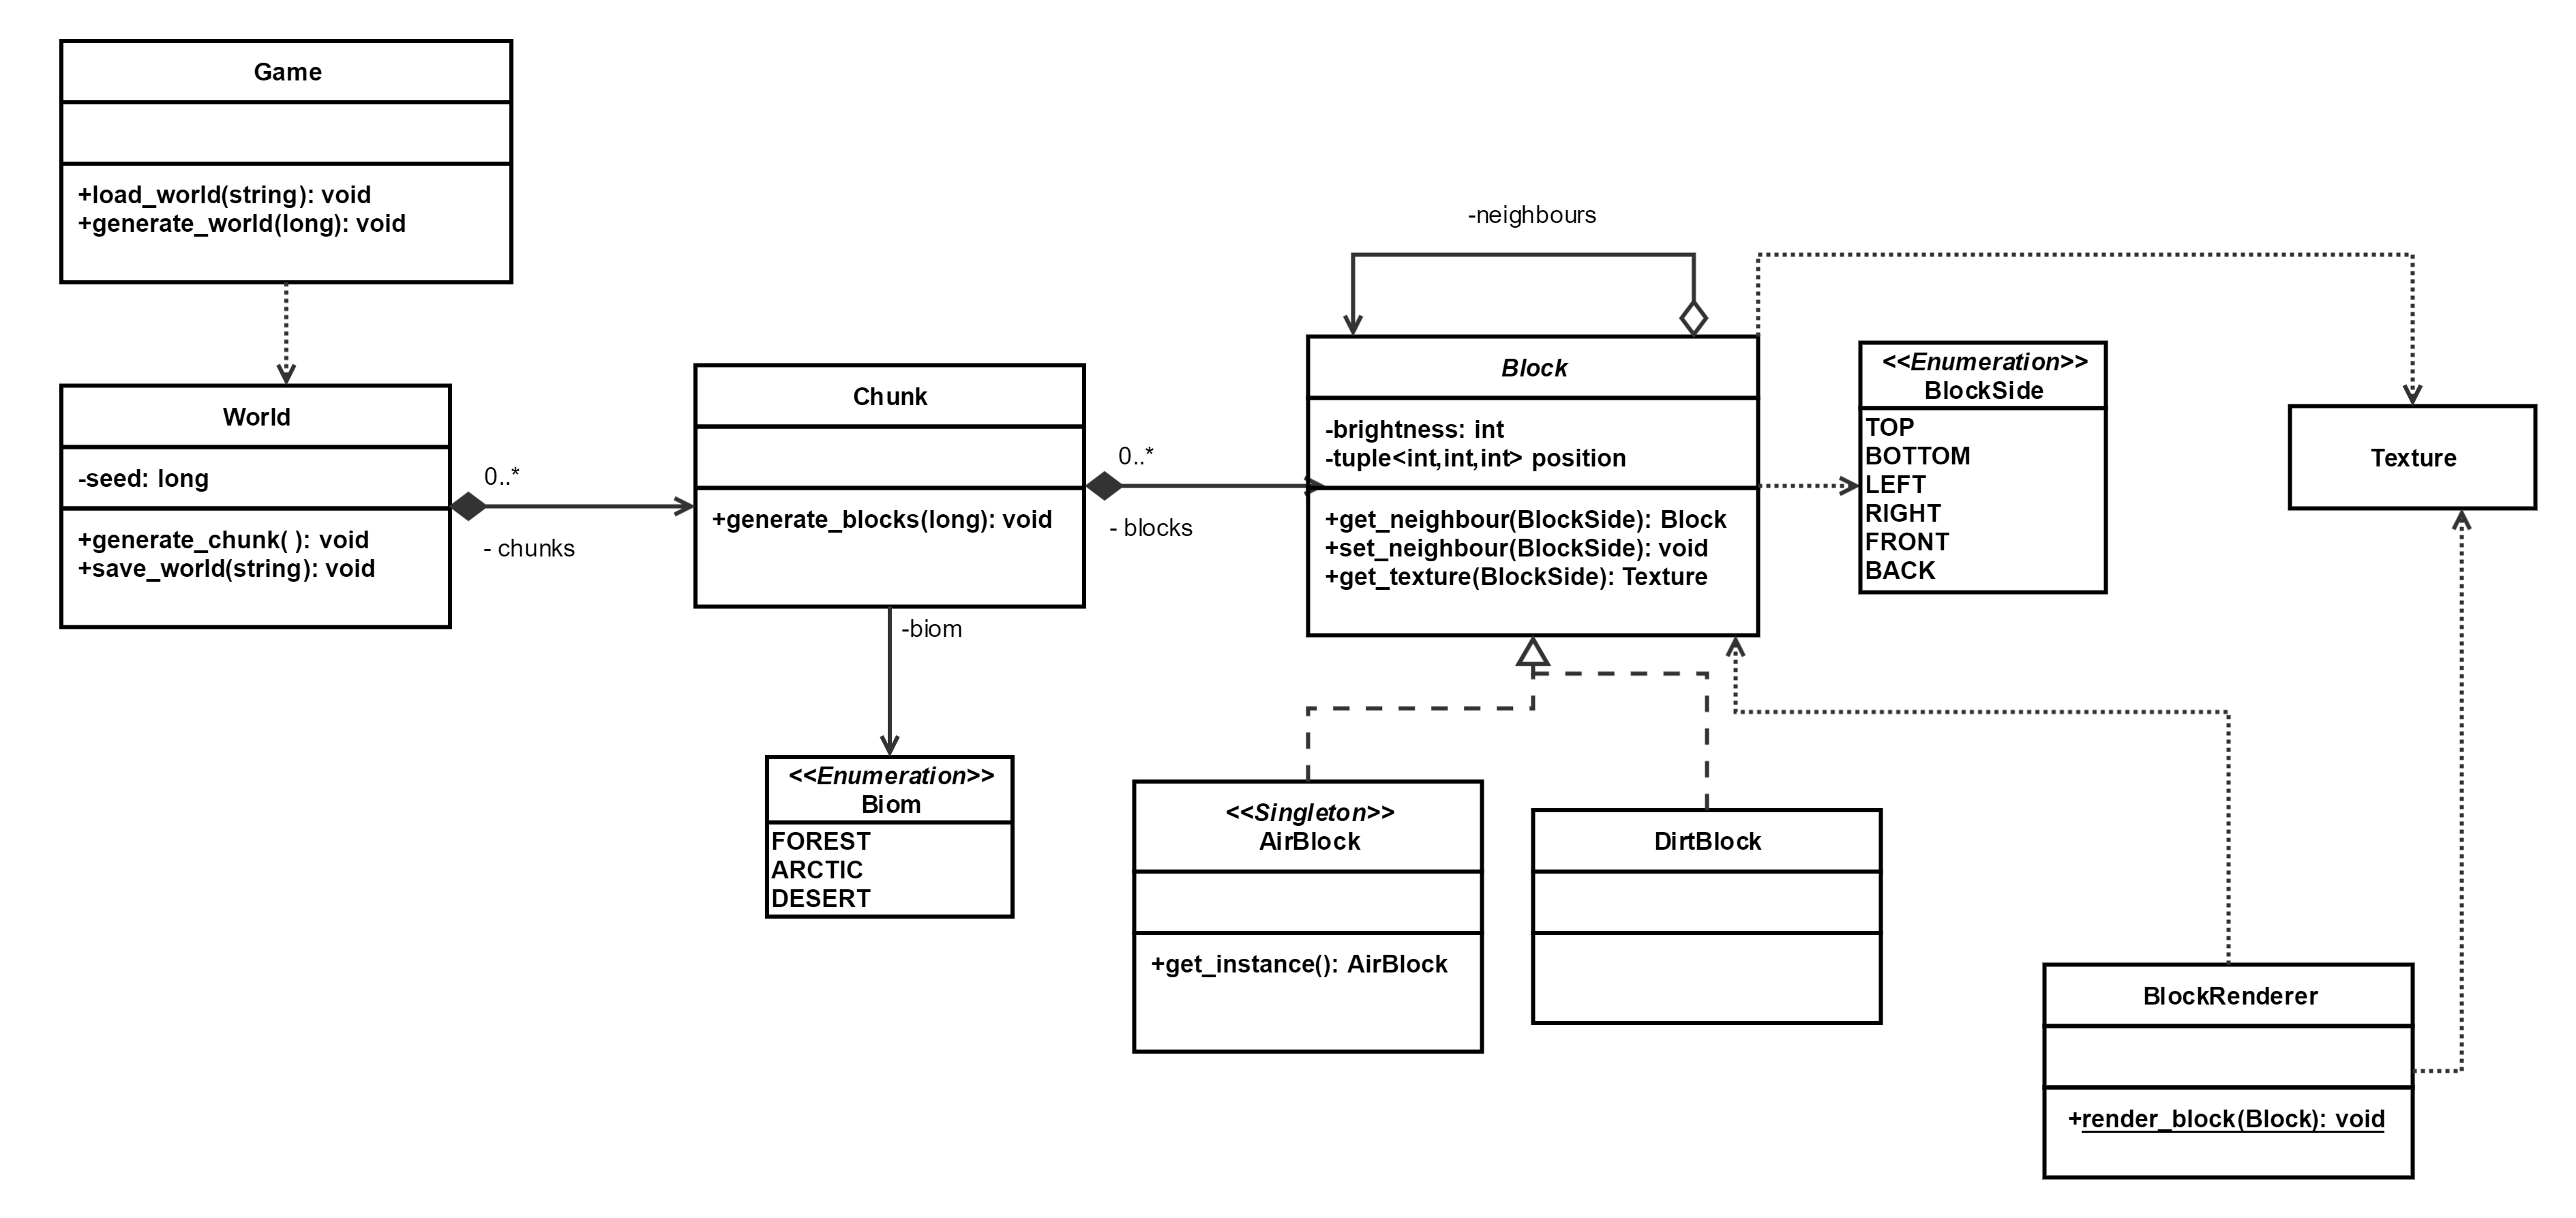 Game
+load_world(string): void
+generate_world(long): void
World
-seed: long
+generate_chunk( ): void
+save_world(string): void
0..*
- chunks
Chunk
+generate_blocks(long): void
0..*
- blocks
-biom
<<Enumeration>>
Biom
FOREST
ARCTIC
DESERT
-neighbours
Block
-brightness: int
-tuple<int,int,int> position
+get_neighbour(BlockSide): Block
+set_neighbour(BlockSide): void
+get_texture(BlockSide): Texture
<<Enumeration>>
BlockSide
TOP
BOTTOM
LEFT
RIGHT
FRONT
BACK
Texture
<<Singleton>>
AirBlock
+get_instance(): AirBlock
DirtBlock
BlockRenderer
+render_block(Block): void